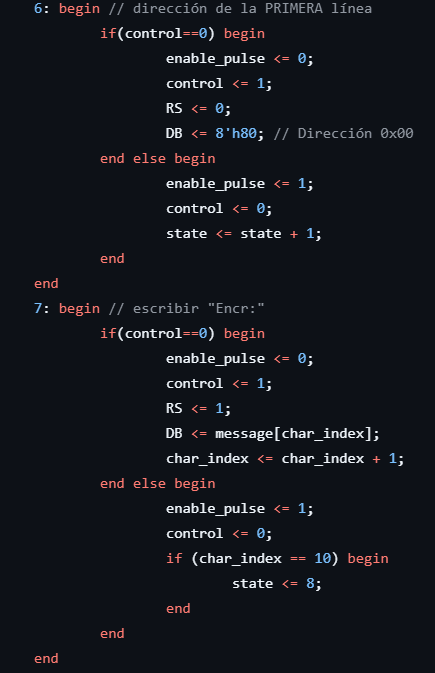 6: begin // dirección de la PRIMERA línea
if(control==0) begin
enable_pulse <= 0;
control <= 1;
RS <= 0;
DB <= 8'h80; // Dirección 0x00
end else begin
enable_pulse <= 1;
control <= 0;
state <= state + 1;
end
end
7: begin // escribir "Encr:"
if(control==0) begin
enable_pulse <= 0;
control <= 1;
RS <= 1;
DB <= message[char_index];
char_index <= char_index + 1;
end else begin
enable_pulse <= 1;
control <= 0;
if (char_index == 10) begin
state <= 8;
end
end
end